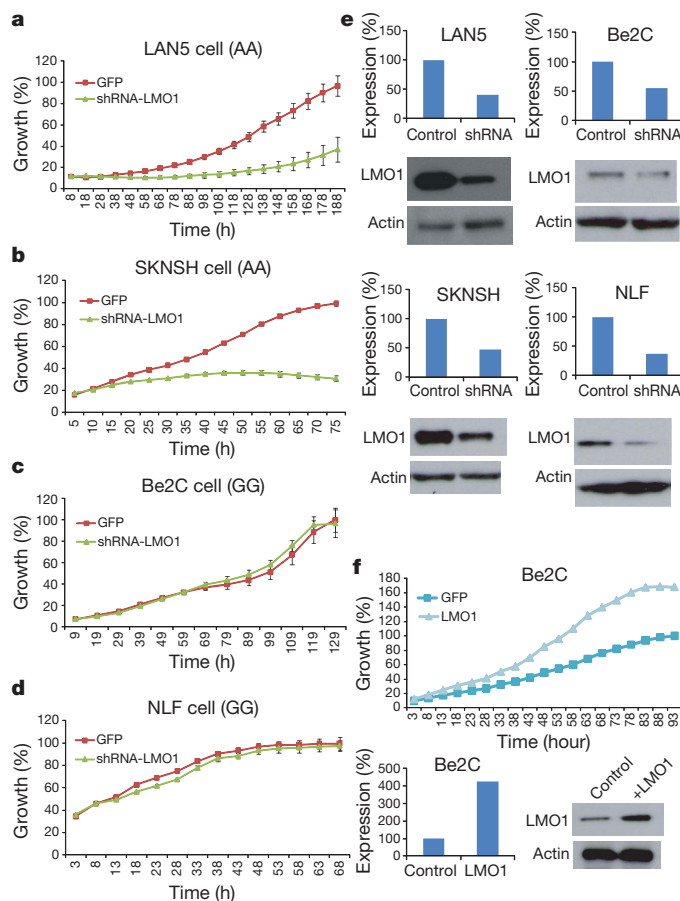 a
LAN5 cell (AA)
Growth (%)
120
100
80
60
40
20
0
GFP
shRNA-LMO1
8 18 28 38 48 58 68 78 88 98 108 118 128 138 148 158 168 178 188
Time (h)
b
SKNSH cell (AA)
Growth (%)
120
100
80
60
40
20
0
GFP
shRNA-LMO1
5 10 15 20 25 30 35 40 45 50 55 60 65 70 75
Time (h)
c
Be2C cell (GG)
Growth (%)
120
100
80
60
40
20
0
GFP
shRNA-LMO1
9 19 29 39 49 59 69 79 89 99 109 119 129
Time (h)
d
NLF cell (GG)
Growth (%)
120
100
80
60
40
20
0
GFP
shRNA-LMO1
3 8 13 18 23 28 33 38 43 48 53 58 63 68
Time (h)
e
LAN5
Expression (%)
150
100
50
0
Control shRNA
LMO1
Actin
Be2C
Expression (%)
150
100
50
0
Control shRNA
LMO1
Actin
SKNSH
Expression (%)
150
100
50
0
Control shRNA
LMO1
Actin
NLF
Expression (%)
150
100
50
0
Control shRNA
LMO1
Actin
f
Be2C
Growth (%)
180
160
140
120
100
80
60
40
20
0
GFP
LMO1
3 8 13 18 23 28 33 38 43 48 53 58 63 68 73 78 83 88 93
Time (hour)
Be2C
Expression (%)
500
400
300
200
100
0
Control LMO1
Control
+LMO1
LMO1
Actin